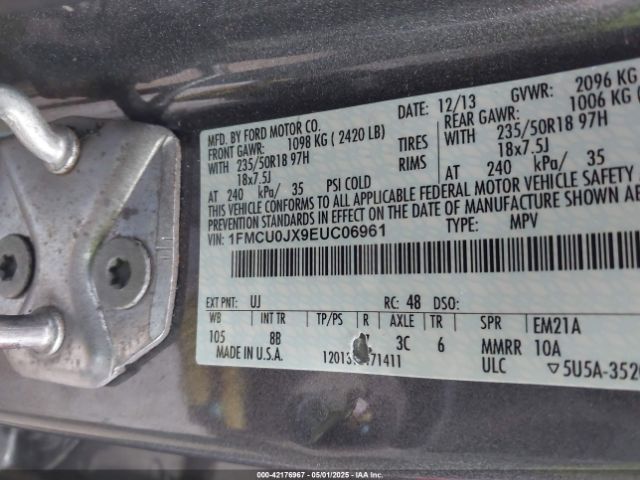 MFD. BY FORD MOTOR CO. DATE: 12/13 GVWR: 2096 KG
FRONT GAWR: 1098 KG ( 2420 LB) REAR GAWR: 1006 KG (
WITH 235/50R18 97H TIRES WITH 235/50R18 97H
18x7.5J RIMS 18x7.5J
AT 240 kPa/ 35 PSI COLD AT 240 kPa/ 35
THIS VEHICLE CONFORMS TO ALL APPLICABLE FEDERAL MOTOR VEHICLE SAFETY
PREVENTION STANDARDS IN EFFECT ON THE DATE OF MANUFACTURE SHOWN
VIN: 1FMCU0JX9EUC06961 TYPE: MPV
EXT PNT: UJ RC: 48 DSO:
WB INT TR TP/PS R AXLE TR SPR EM21A
105 8B 3C 6 MMRR 10A
MADE IN U.S.A. ULC ▽5U5A-3520
00-42176967 - 05/01/2025 -